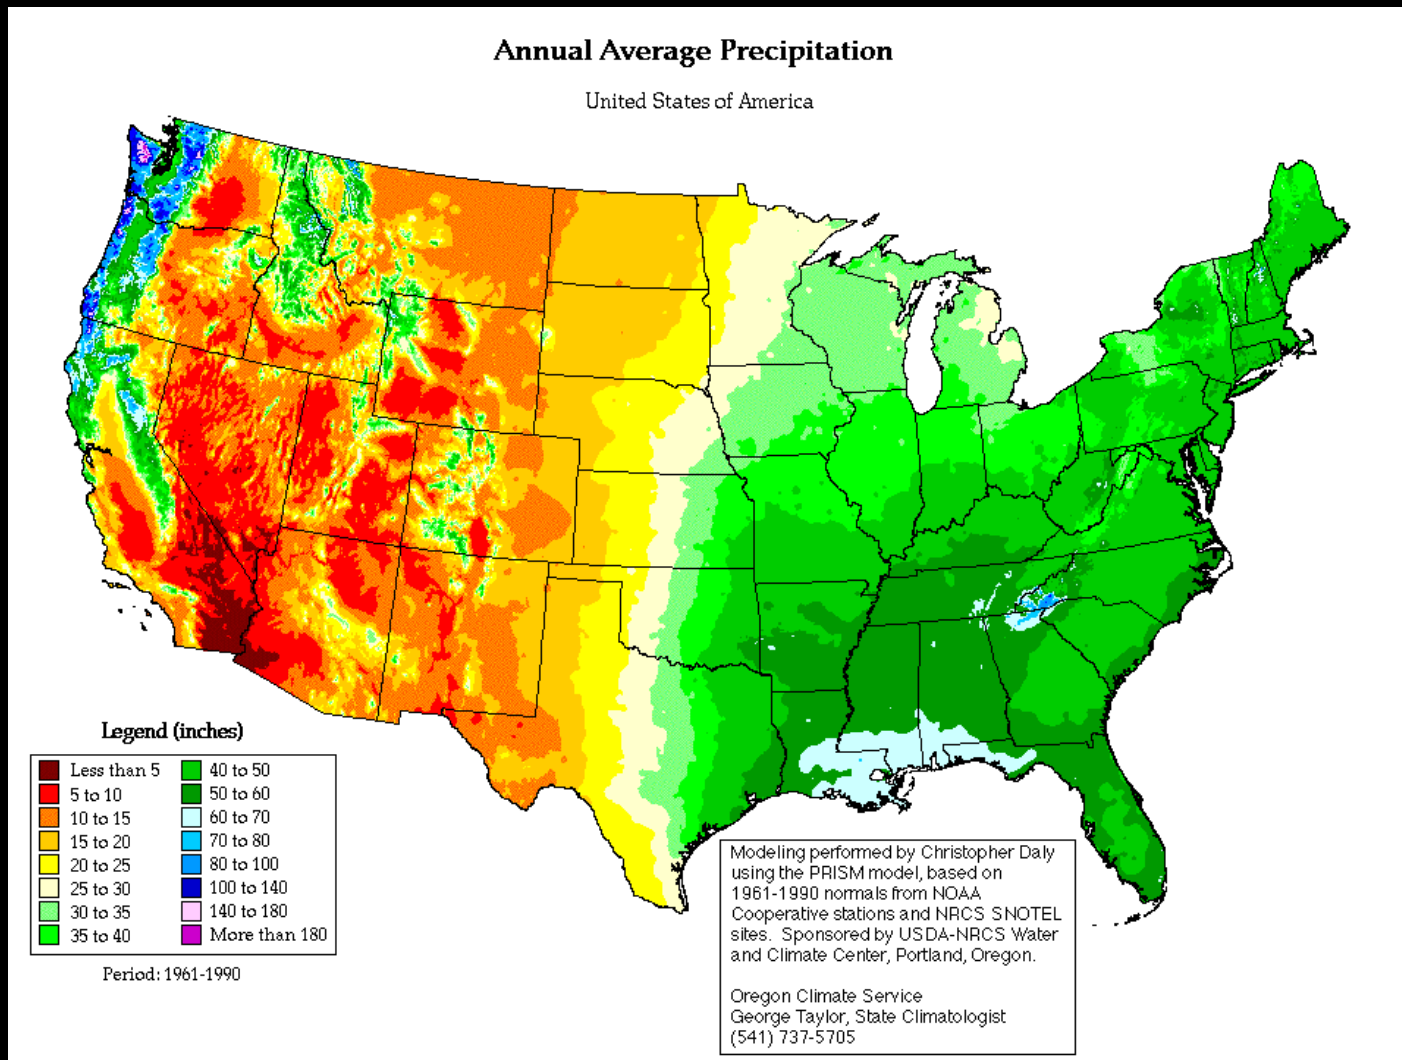 Annual Average Precipitation
United States of America
Legend (inches)
Less than 5
5 to 10
10 to 15
15 to 20
20 to 25
25 to 30
30 to 35
35 to 40
40 to 50
50 to 60
60 to 70
70 to 80
80 to 100
100 to 140
140 to 180
More than 180
Period: 1961-1990
Modeling performed by Christopher Daly
using the PRISM model, based on
1961-1990 normals from NOAA
Cooperative stations and NRCS SNOTEL
sites. Sponsored by USDA-NRCS Water
and Climate Center, Portland, Oregon.
Oregon Climate Service
George Taylor, State Climatologist
(541) 737-5705